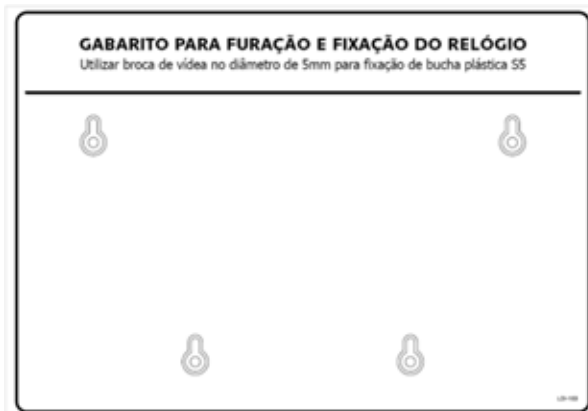 GABARITO PARA FURAÇÃO E FIXAÇÃO DO RELÓGIO
Utilizar broca de vídea no diâmetro de 5mm para fixação de bucha plástica S5